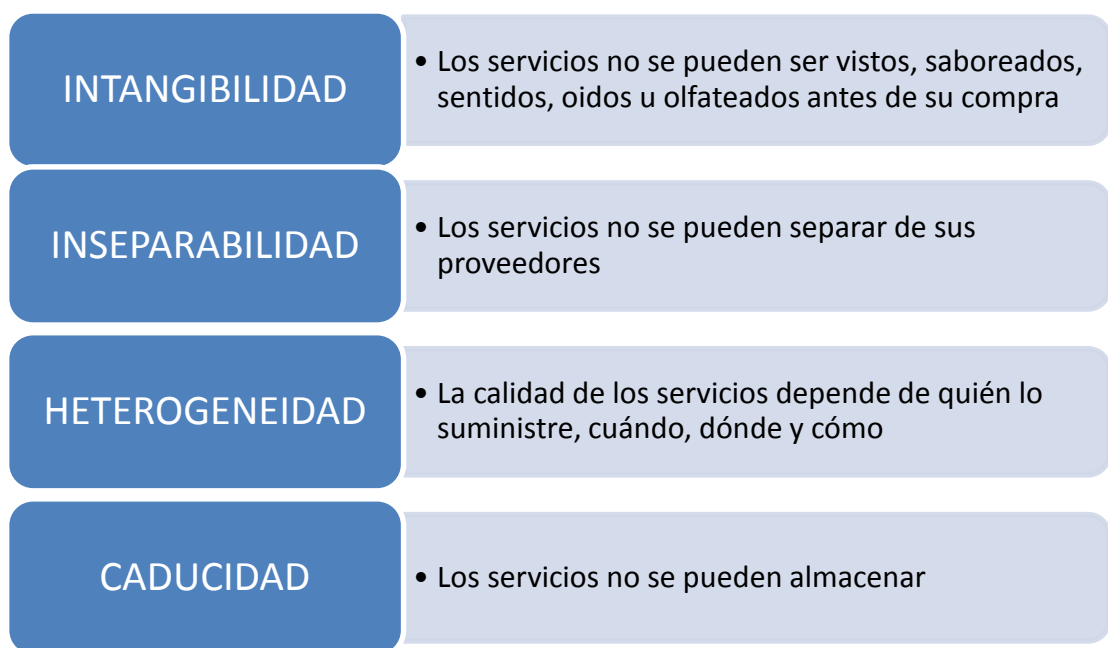 INTANGIBILIDAD
• Los servicios no se pueden ser vistos, saboreados,
sentidos, oidos u olfateados antes de su compra
INSEPARABILIDAD
• Los servicios no se pueden separar de sus
proveedores
HETEROGENEIDAD
• La calidad de los servicios depende de quién lo
suministre, cuándo, dónde y cómo
CADUCIDAD
• Los servicios no se pueden almacenar